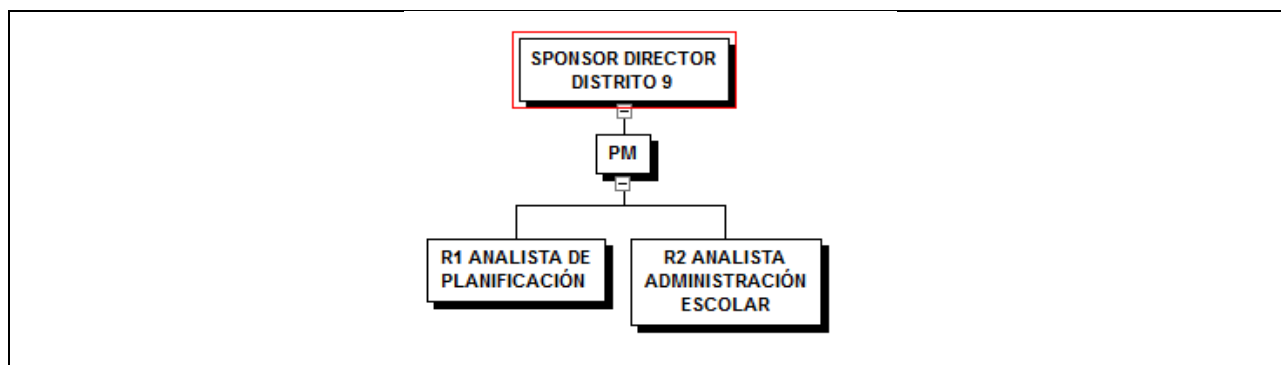 SPONSOR DIRECTOR
DISTRITO 9
PM
R1 ANALISTA DE
PLANIFICACIÓN
R2 ANALISTA
ADMINISTRACIÓN
ESCOLAR